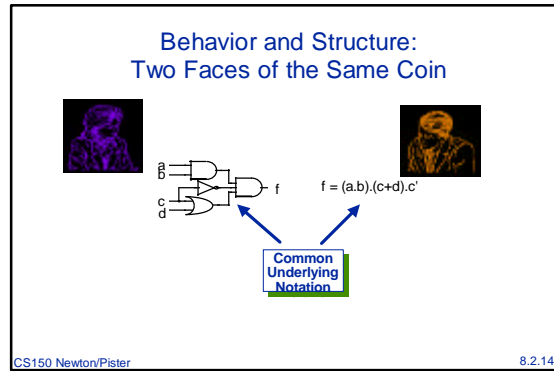 Behavior and Structure:
Two Faces of the Same Coin
a
b
c
d
f
f = (a.b).(c+d).c'
Common
Underlying
Notation
CS150 Newton/Pister
8.2.14